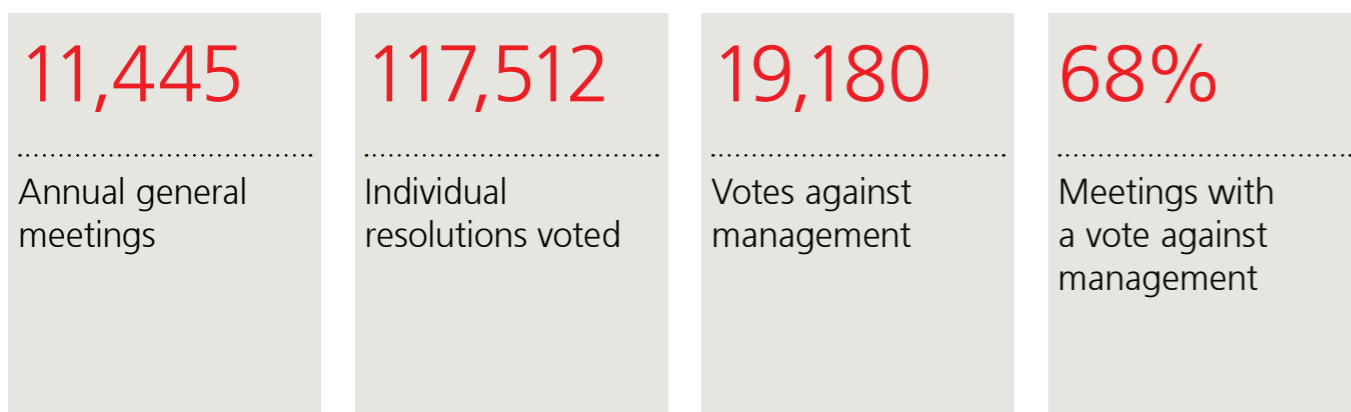 11,445
Annual general
meetings
117,512
Individual
resolutions voted
19,180
Votes against
management
68%
Meetings with
a vote against
management